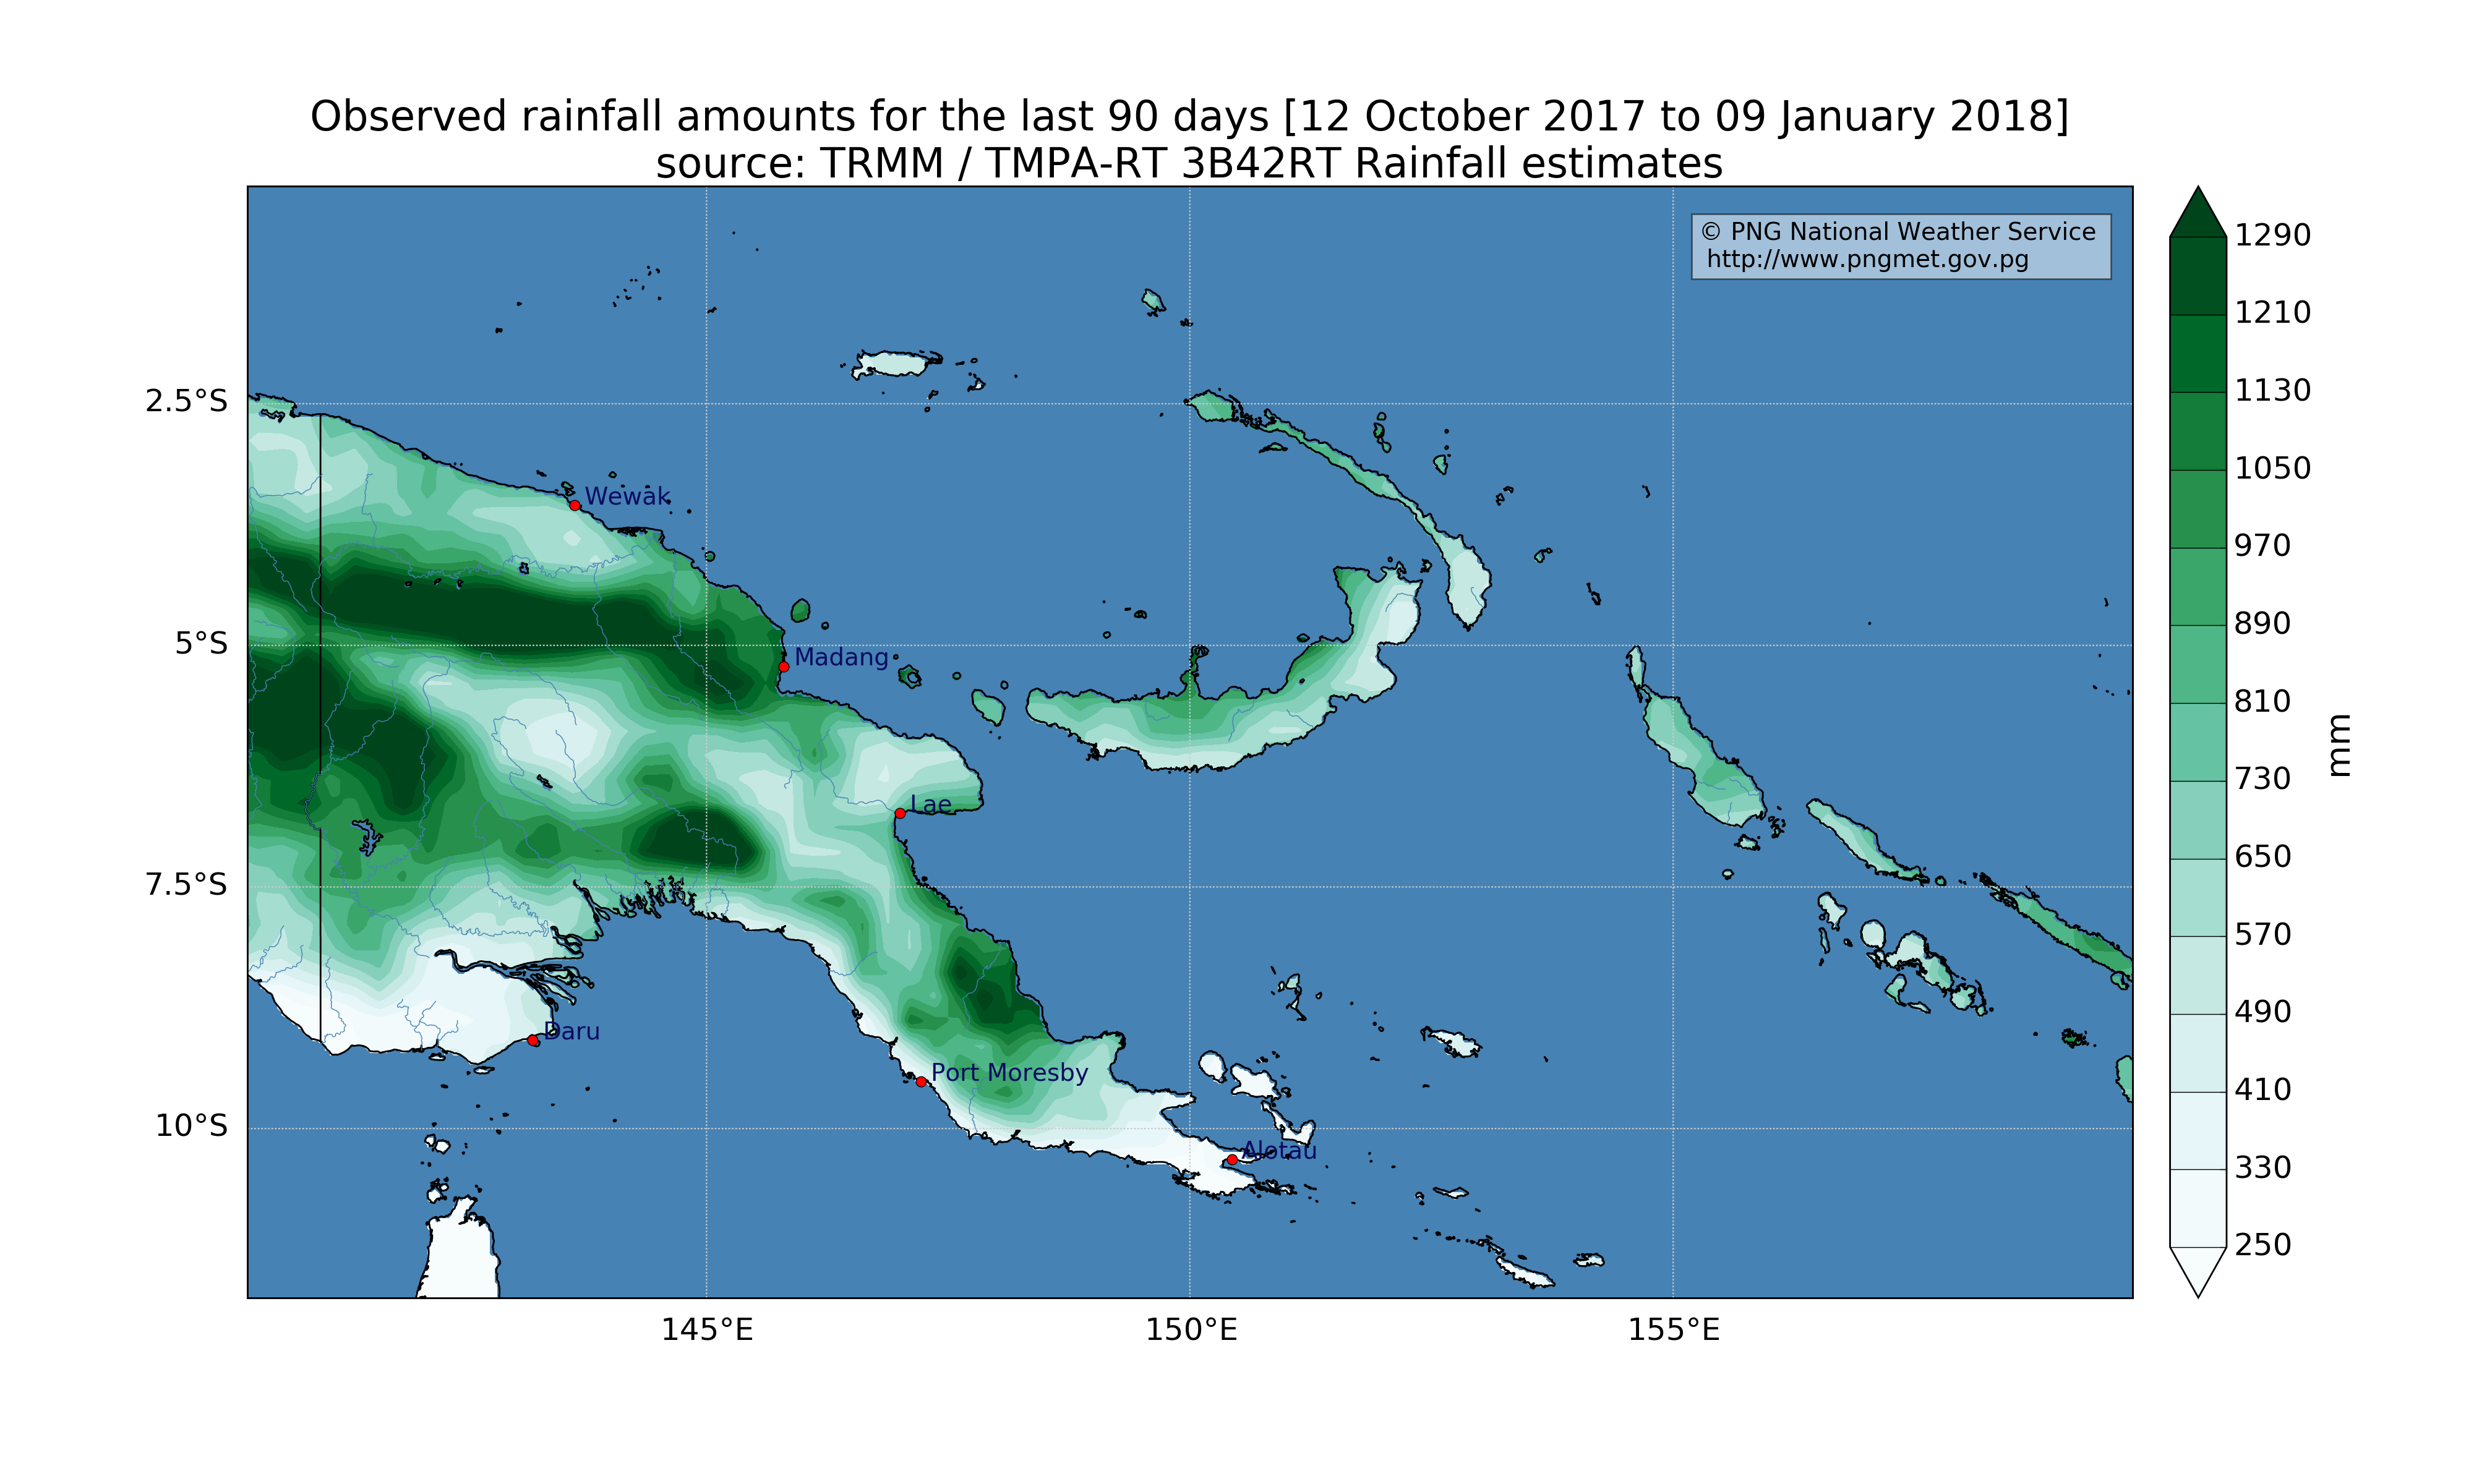 Observed rainfall amounts for the last 90 days [12 October 2017 to 09 January 2018]
source: TRMM / TMPA-RT 3B42RT Rainfall estimates
© PNG National Weather Service
http://www.pngmet.gov.pg
1290
1210
1130
1050
970
890
810
730
650
570
490
410
330
250
mm
2.5°S
5°S
7.5°S
10°S
Wewak
Madang
Lae
Daru
Port Moresby
Alotau
145°E
150°E
155°E